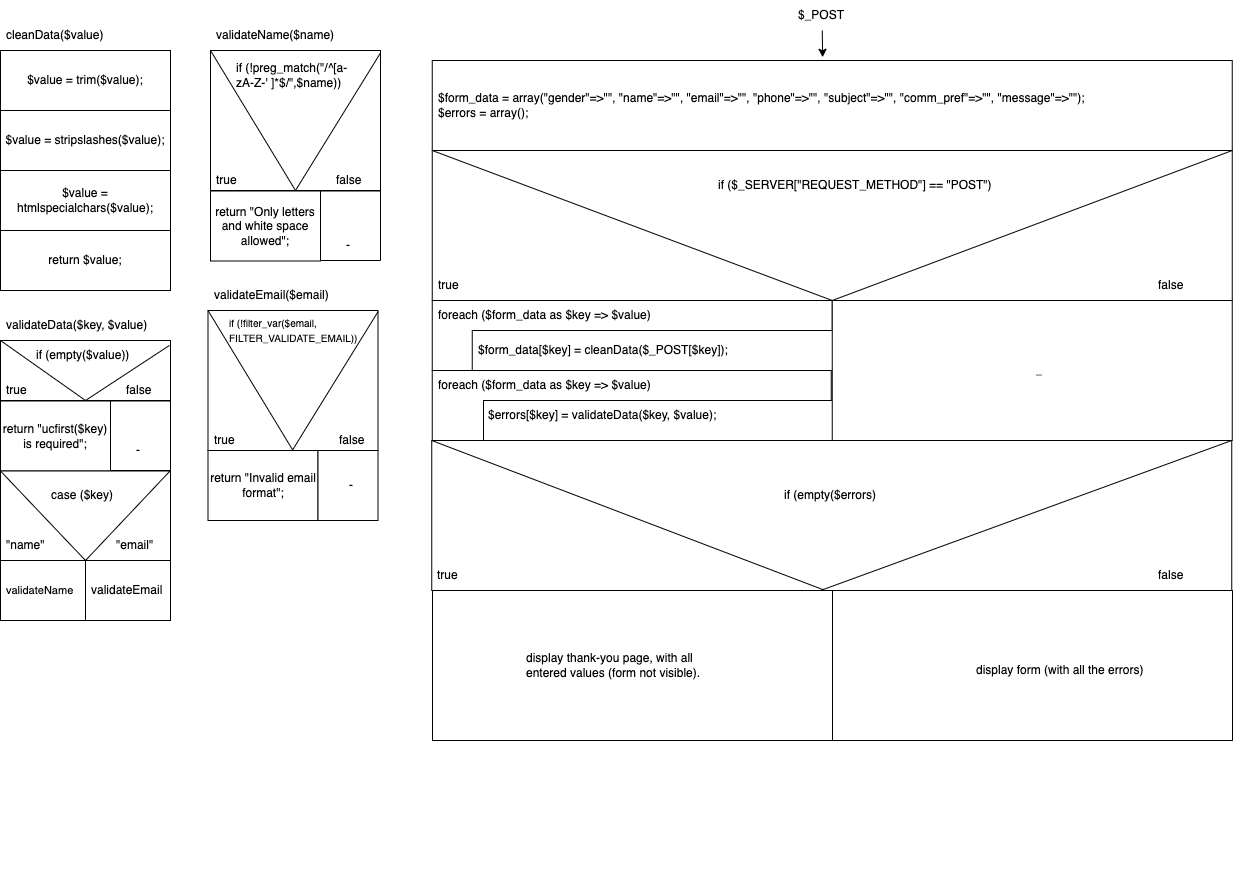 cleanData($value)
$value = trim($value);
$value = stripslashes($value);
$value =
htmlspecialchars($value);
return $value;
validateData($key, $value)
if (empty($value))
true
false
return "ucfirst($key)
is required";
-
case ($key)
"name"
"email"
validateName
validateEmail
validateName($name)
if (!preg_match("/^[a-
zA-Z-' ]*$/",$name))
true
false
return "Only letters
and white space
allowed";
-
validateEmail($email)
if (!filter_var($email,
FILTER_VALIDATE_EMAIL))
true
false
return "Invalid email
format";
-
$_POST
$form_data = array("gender"=>"", "name"=>"", "email"=>"", "phone"=>"", "subject"=>"", "comm_pref"=>"", "message"=>"");
$errors = array();
if ($_SERVER["REQUEST_METHOD"] == "POST")
true
false
foreach ($form_data as $key => $value)
$form_data[$key] = cleanData($_POST[$key]);
foreach ($form_data as $key => $value)
$errors[$key] = validateData($key, $value);
_
if (empty($errors)
true
false
display thank-you page, with all
entered values (form not visible).
display form (with all the errors)